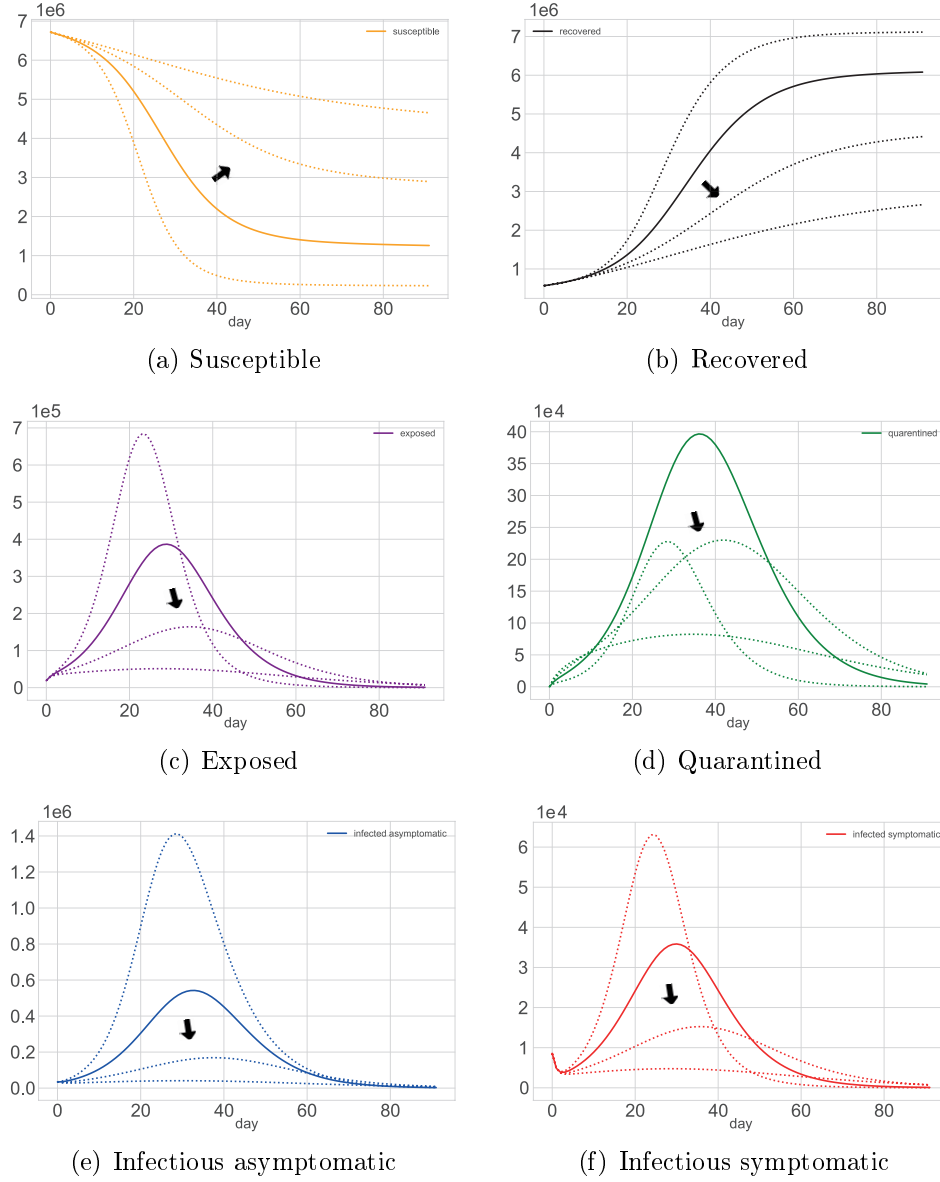 1e6
susceptible
7
6
5
4
3
2
1
0
0 20 40 60 80
day
(a) Susceptible
1e6
recovered
7
6
5
4
3
2
1
0 20 40 60 80
day
(b) Recovered
1e5
exposed
7
6
5
4
3
2
1
0
0 20 40 60 80
day
(c) Exposed
1e4
quarentined
40
35
30
25
20
15
10
5
0
0 20 40 60 80
day
(d) Quarantined
1e6
infected asymptomatic
1.4
1.2
1.0
0.8
0.6
0.4
0.2
0.0
0 20 40 60 80
day
(e) Infectious asymptomatic
1e4
infected symptomatic
6
5
4
3
2
1
0
0 20 40 60 80
day
(f) Infectious symptomatic